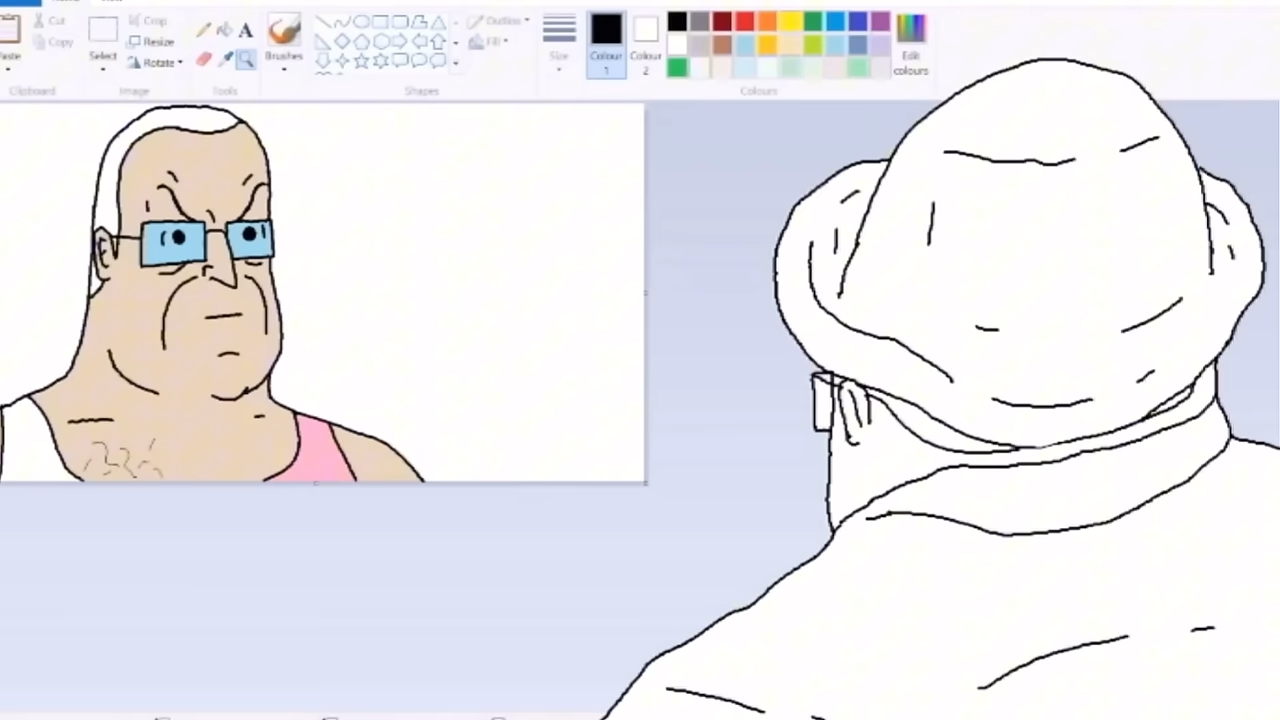 Cut
Copy
Paste
Clipboard
Crop
Resize
Rotate
Select
Image
A
Tools
Brushes
Outline
Fill
Shapes
Size
Colour
1
Colour
2
Edit
colours
Colours